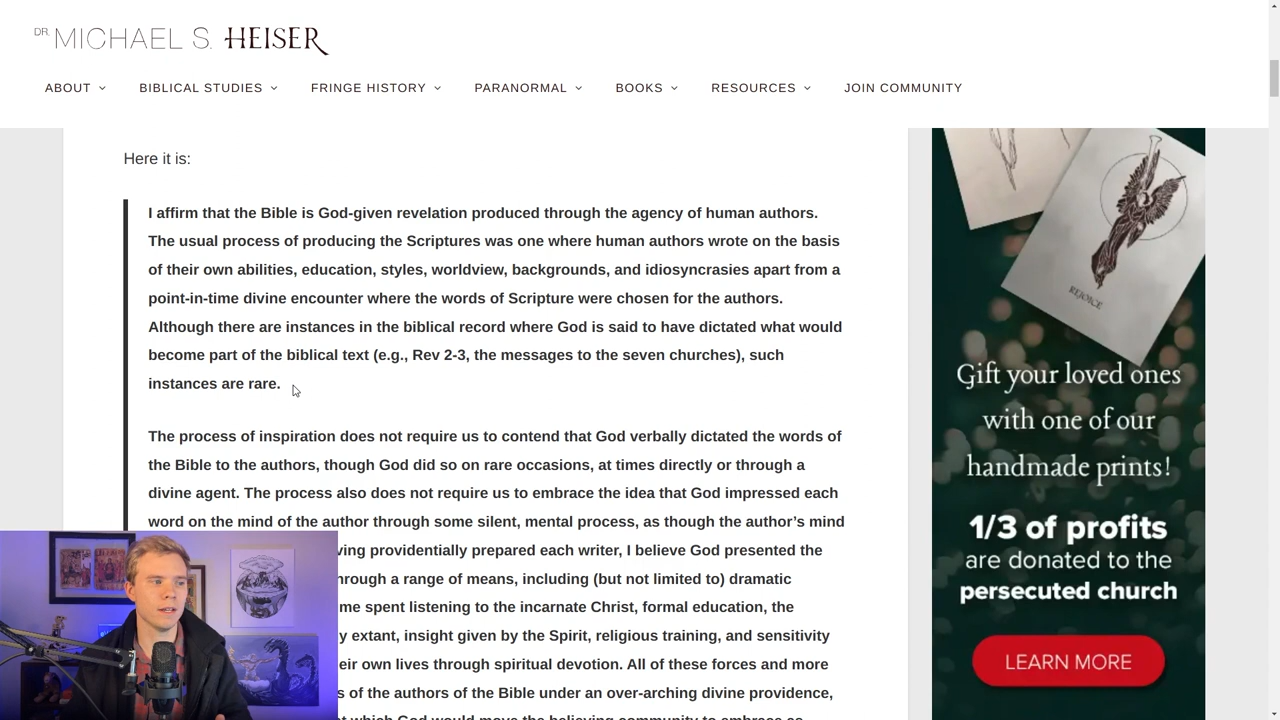 DR. MICHAEL S. HEISER
ABOUT BIBLICAL STUDIES FRINGE HISTORY PARANORMAL BOOKS RESOURCES JOIN COMMUNITY
Here it is:
I affirm that the Bible is God-given revelation produced through the agency of human authors.
The usual process of producing the Scriptures was one where human authors wrote on the basis
of their own abilities, education, styles, worldview, backgrounds, and idiosyncrasies apart from a
point-in-time divine encounter where the words of Scripture were chosen for the authors.
Although there are instances in the biblical record where God is said to have dictated what would
become part of the biblical text (e.g., Rev 2-3, the messages to the seven churches), such
instances are rare.
The process of inspiration does not require us to contend that God verbally dictated the words of
the Bible to the authors, though God did so on rare occasions, at times directly or through a
divine agent. The process also does not require us to embrace the idea that God impressed each
word on the mind of the author through some silent, mental process, as though the author’s mind
ving providentially prepared each writer, I believe God presented the
hrough a range of means, including (but not limited to) dramatic
me spent listening to the incarnate Christ, formal education, the
y extant, insight given by the Spirit, religious training, and sensitivity
eir own lives through spiritual devotion. All of these forces and more
s of the authors of the Bible under an over-arching divine providence,
t which God would move the believing community to embrace as
REJOICE
Gift your loved ones
with one of our
handmade prints!
1/3 of profits
are donated to the
persecuted church
LEARN MORE